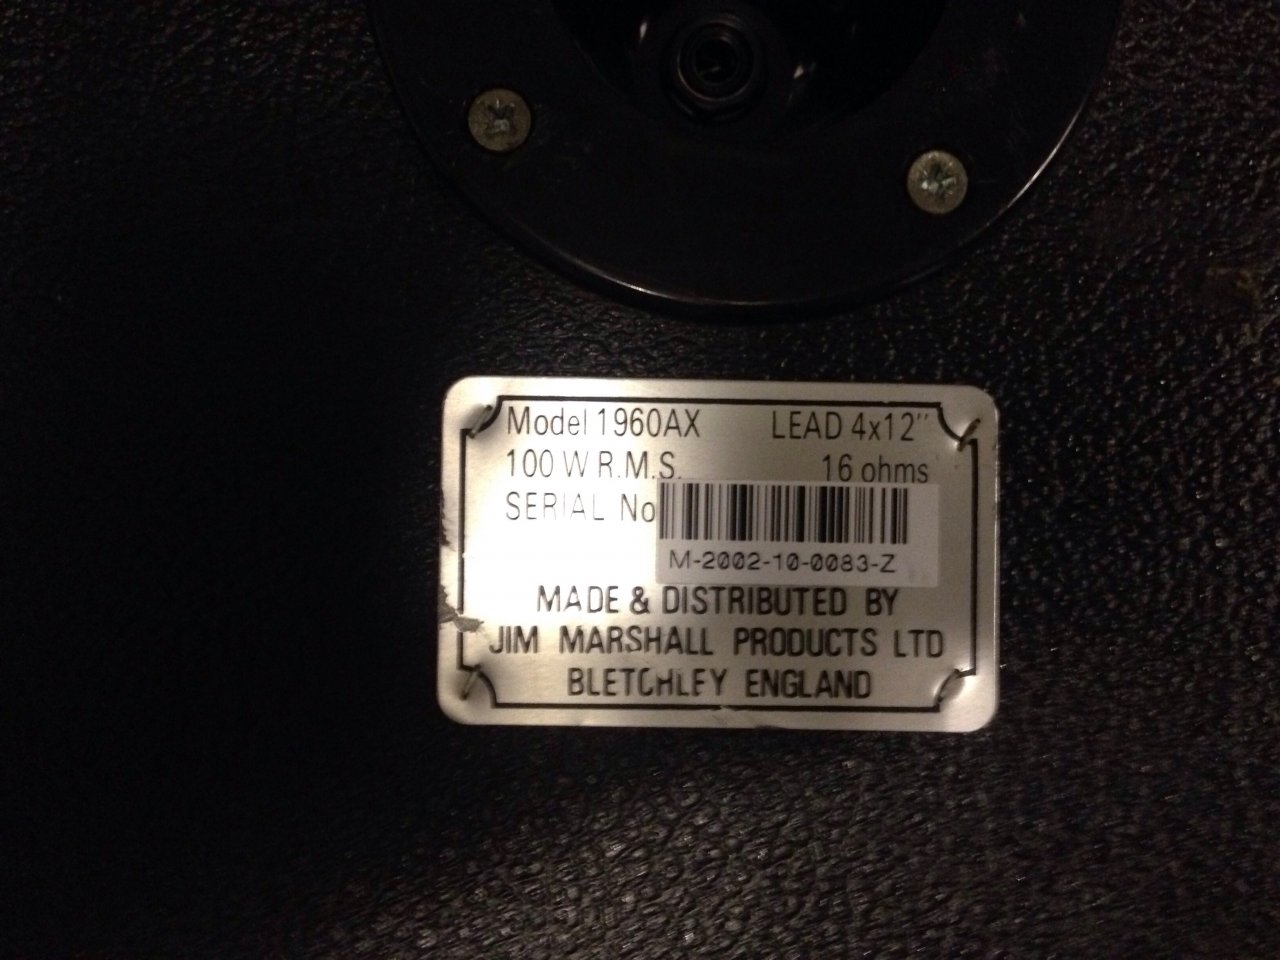 Model 1960AX LEAD 4x12"
100 W R.M.S. 16 ohms
SERIAL No
M-2002-10-0083-Z
MADE & DISTRIBUTED BY
JIM MARSHALL PRODUCTS LTD
BLETCHLEY ENGLAND